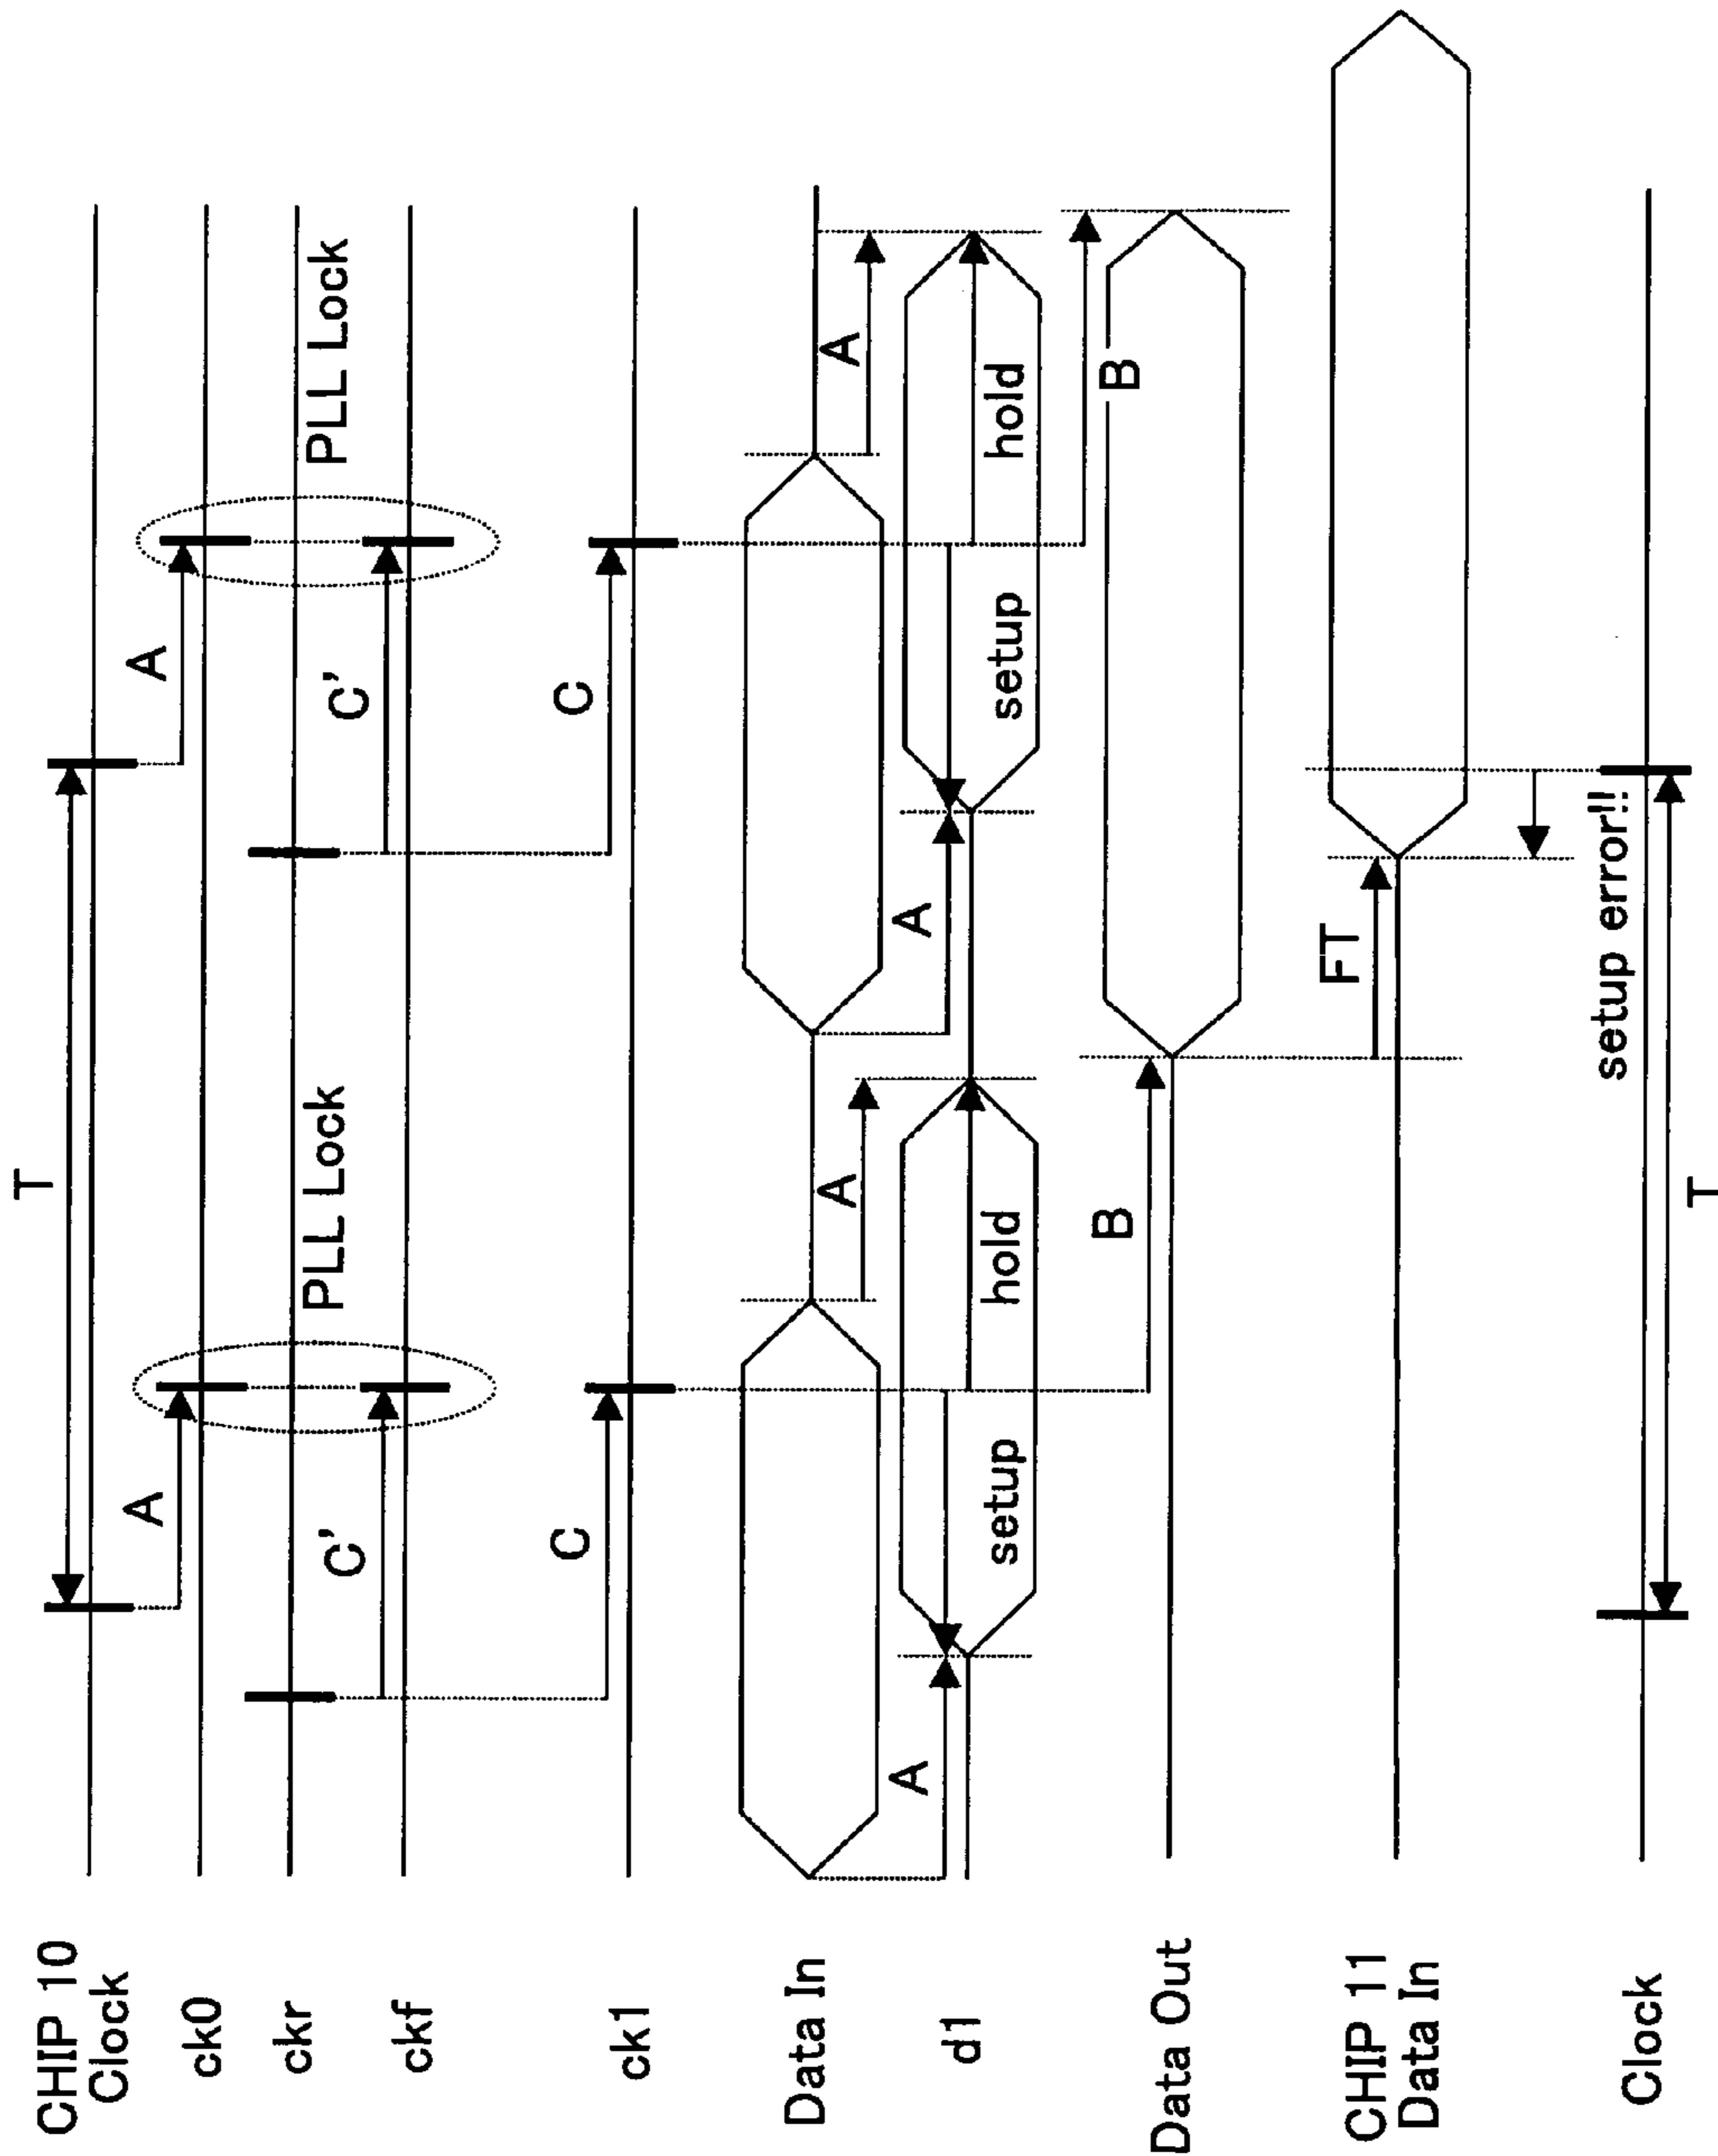 T
CHIP 10
Clock
A A
ck0
ckr
PLL Lock PLL Lock
C' C'
ckf
C C
ck1
Data In
A A
A A
d1
setup hold setup hold
B B
Data Out
FT
CHIP 11
Data In
setup error!!
Clock
T